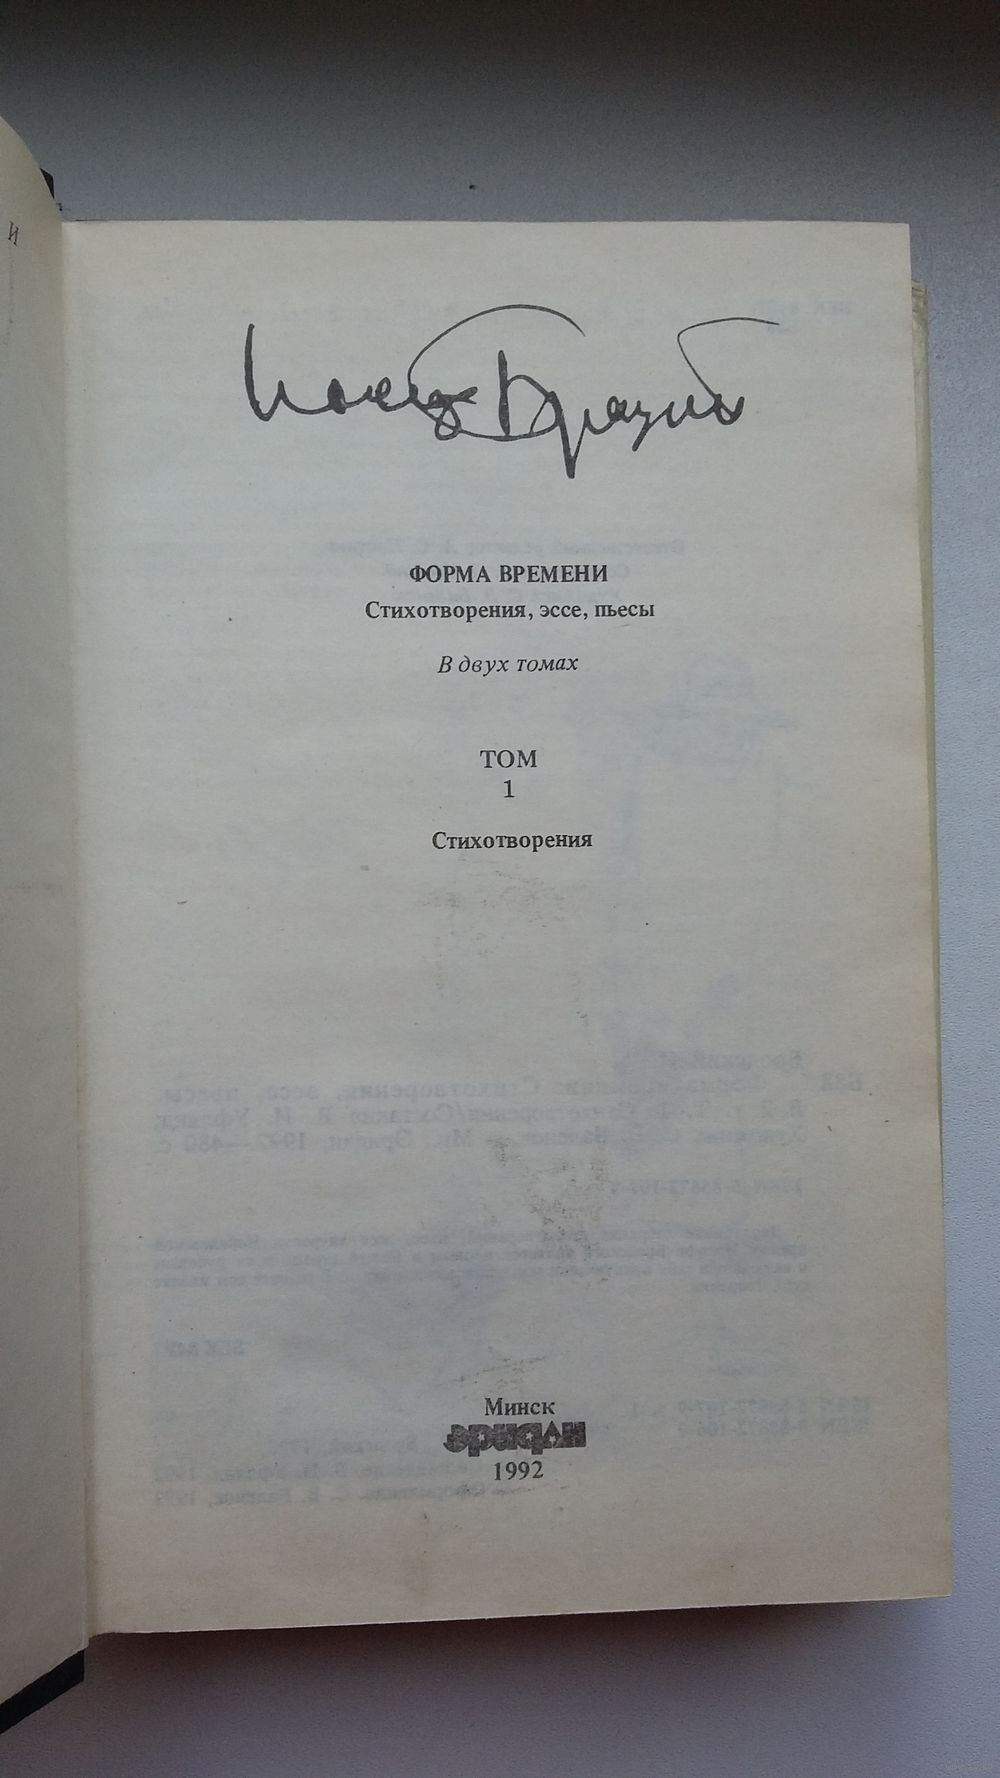 и
Иосиф Бродский
ФОРМА ВРЕМЕНИ
Стихотворения, эссе, пьесы
В двух томах
ТОМ
1
Стихотворения
Минск
эридан
1992